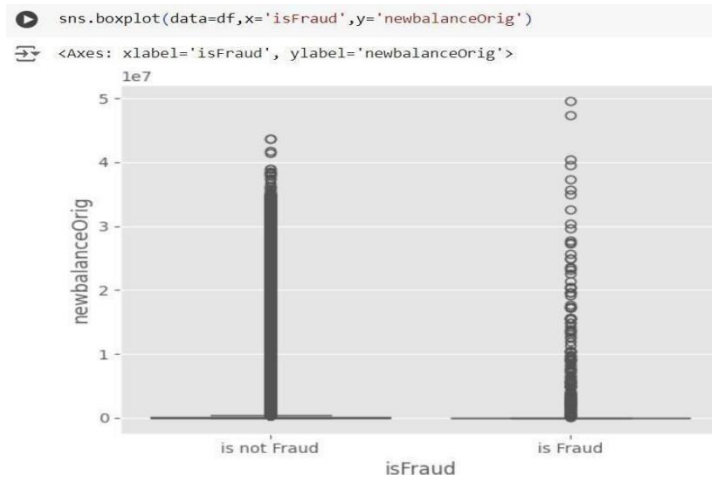 sns.boxplot(data=df,x='isFraud',y='newbalanceOrig')
<Axes: xlabel='isFraud', ylabel='newbalanceOrig'>
1e7
5
4
3
2
1
0
newbalanceOrig
is not Fraud is Fraud
isFraud